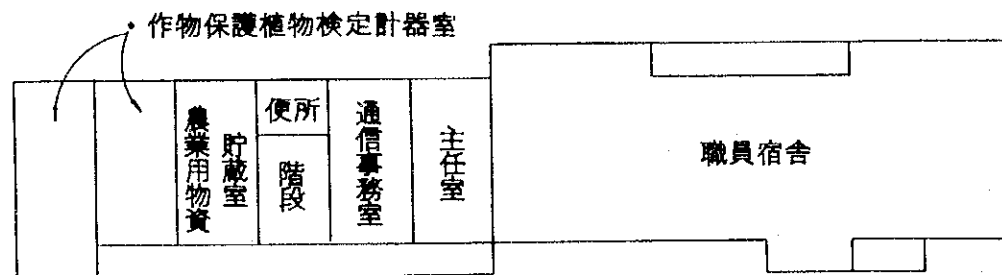 ・作物保護植物検定計器室
農業用物資
貯蔵室
便所
階段
通信事務室
主任室
職員宿舎